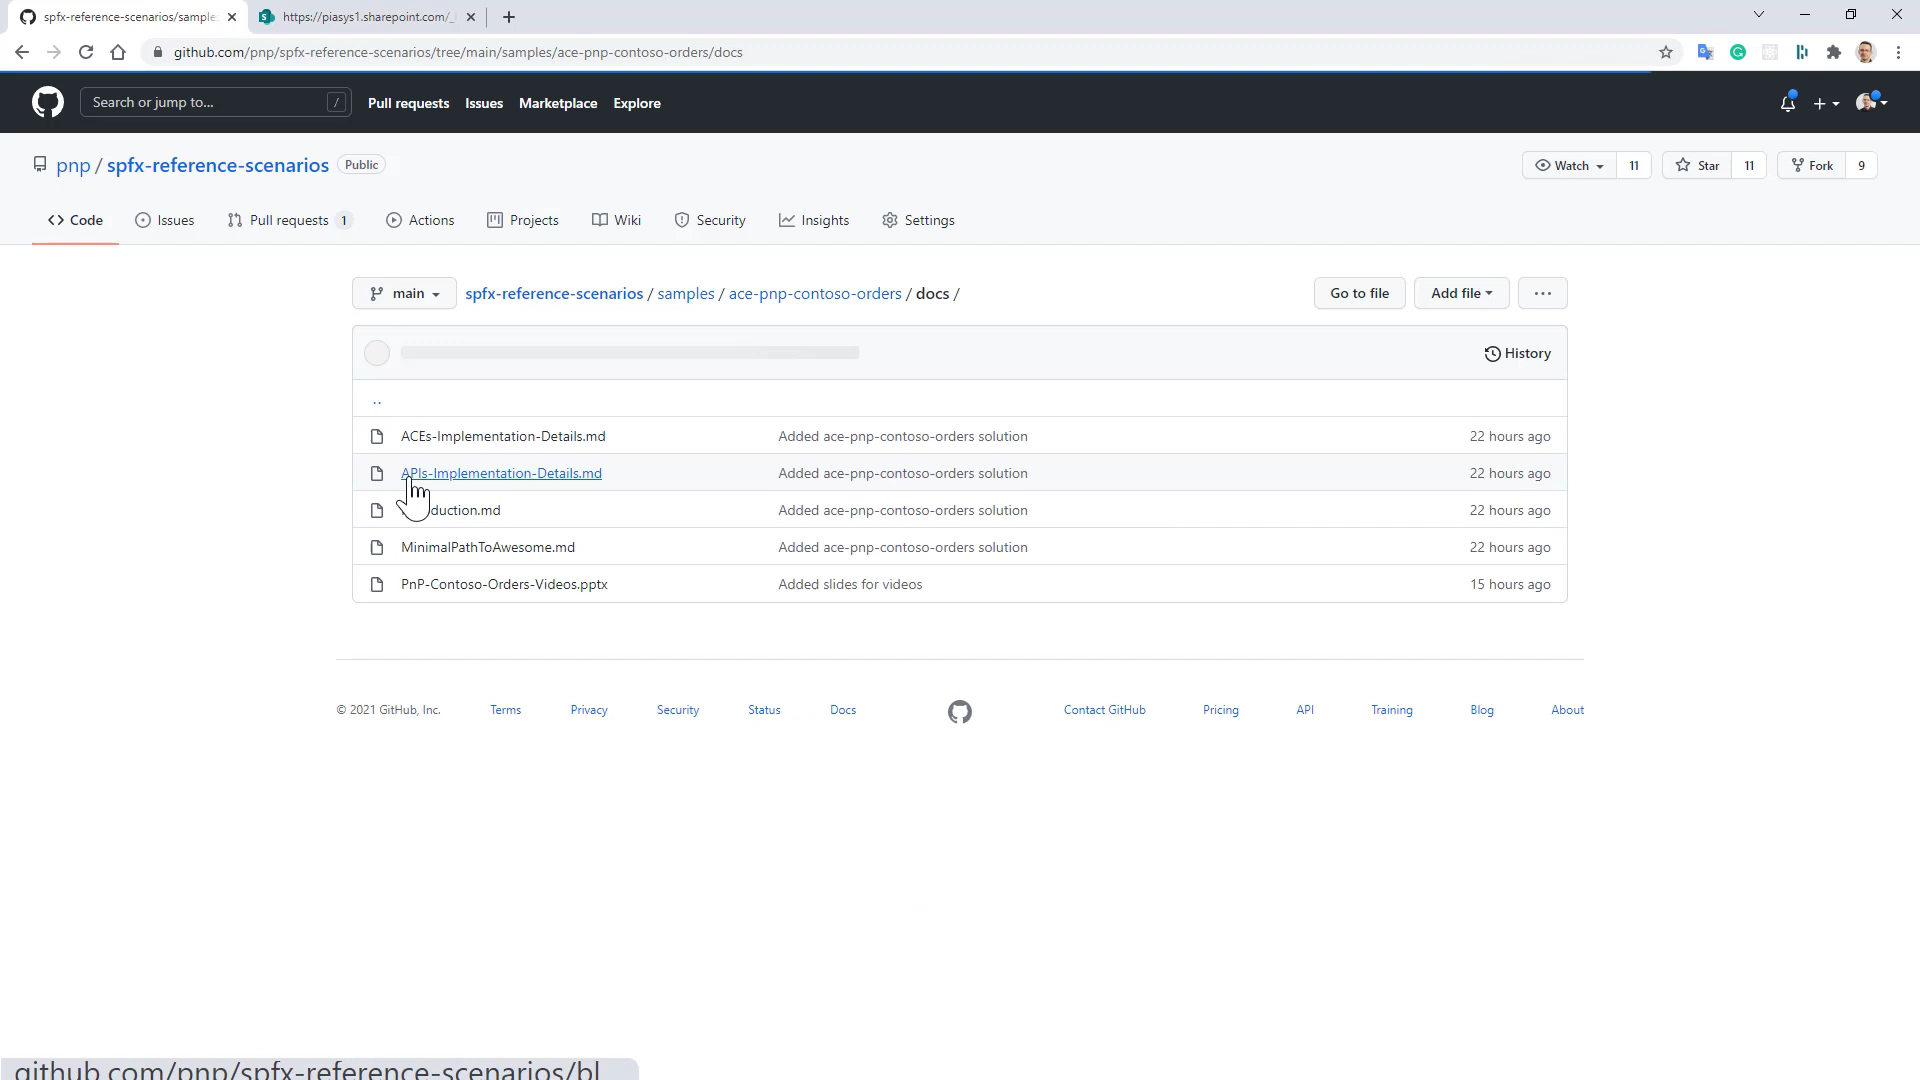 spfx-reference-scenarios/sample
https://piasys1.sharepoint.com/_
github.com/pnp/spfx-reference-scenarios/tree/main/samples/ace-pnp-contoso-orders/docs
Search or jump to... /
Pull requests Issues Marketplace Explore
pnp / spfx-reference-scenarios Public
Watch 11 Star 11 Fork 9
Code Issues Pull requests 1 Actions Projects Wiki Security Insights Settings
main spfx-reference-scenarios / samples / ace-pnp-contoso-orders / docs / Go to file Add file ...
History
..
ACEs-Implementation-Details.md Added ace-pnp-contoso-orders solution 22 hours ago
APIs-Implementation-Details.md Added ace-pnp-contoso-orders solution 22 hours ago
duction.md Added ace-pnp-contoso-orders solution 22 hours ago
MinimalPathToAwesome.md Added ace-pnp-contoso-orders solution 22 hours ago
PnP-Contoso-Orders-Videos.pptx Added slides for videos 15 hours ago
© 2021 GitHub, Inc. Terms Privacy Security Status Docs Contact GitHub Pricing API Training Blog About
github.com/pnp/spfx-reference-scenarios/bl